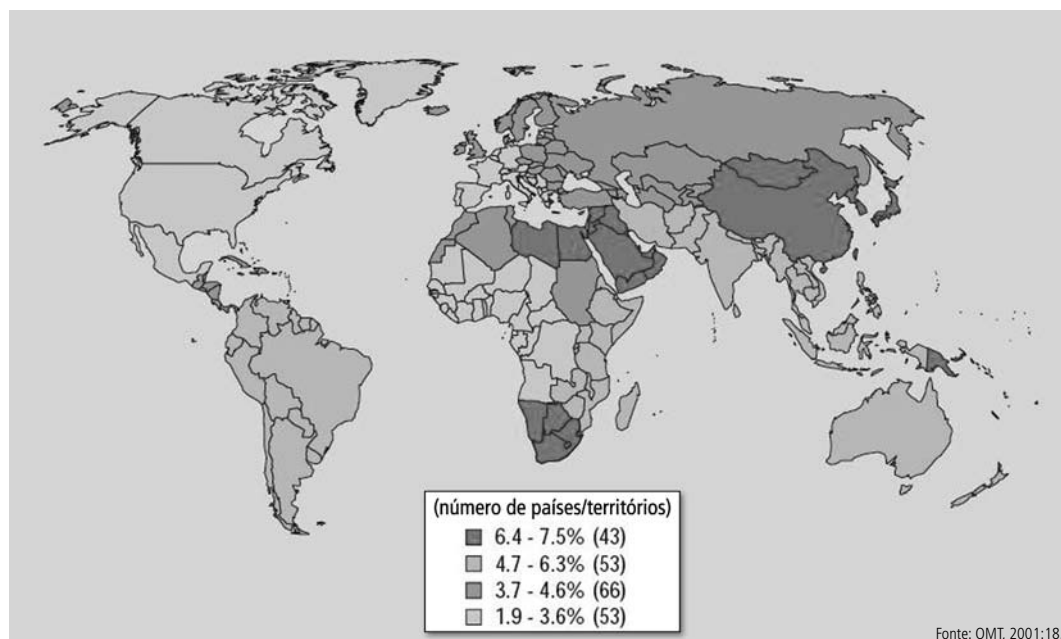 (número de países/territórios)
6.4 - 7.5% (43)
4.7 - 6.3% (53)
3.7 - 4.6% (66)
1.9 - 3.6% (53)
Fonte: OMT, 2001:18